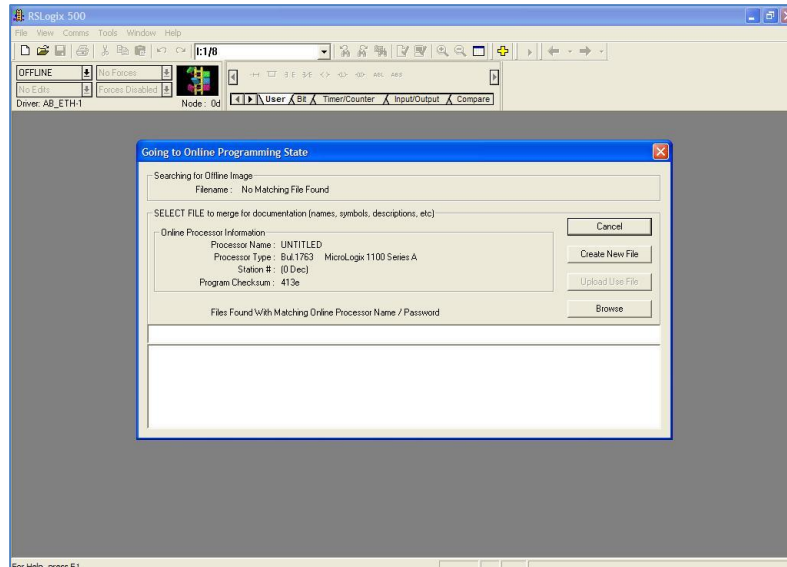 RSLogix 500
File View Comms Tools Window Help
I:1/8
OFFLINE No Forces
No Edits Forces Disabled
Driver: AB_ETH-1 Node : 0d
ABL ABS
User Bit Timer/Counter Input/Output Compare
Going to Online Programming State
Searching for Offline Image
Filename : No Matching File Found
SELECT FILE to merge for documentation (names, symbols, descriptions, etc)
Cancel
Online Processor Information
Processor Name : UNTITLED
Processor Type : Bul.1763 MicroLogix 1100 Series A
Create New File
Station # : (0 Dec)
Program Checksum : 413e
Upload Use File
Files Found With Matching Online Processor Name / Password
Browse
For Help, press F1